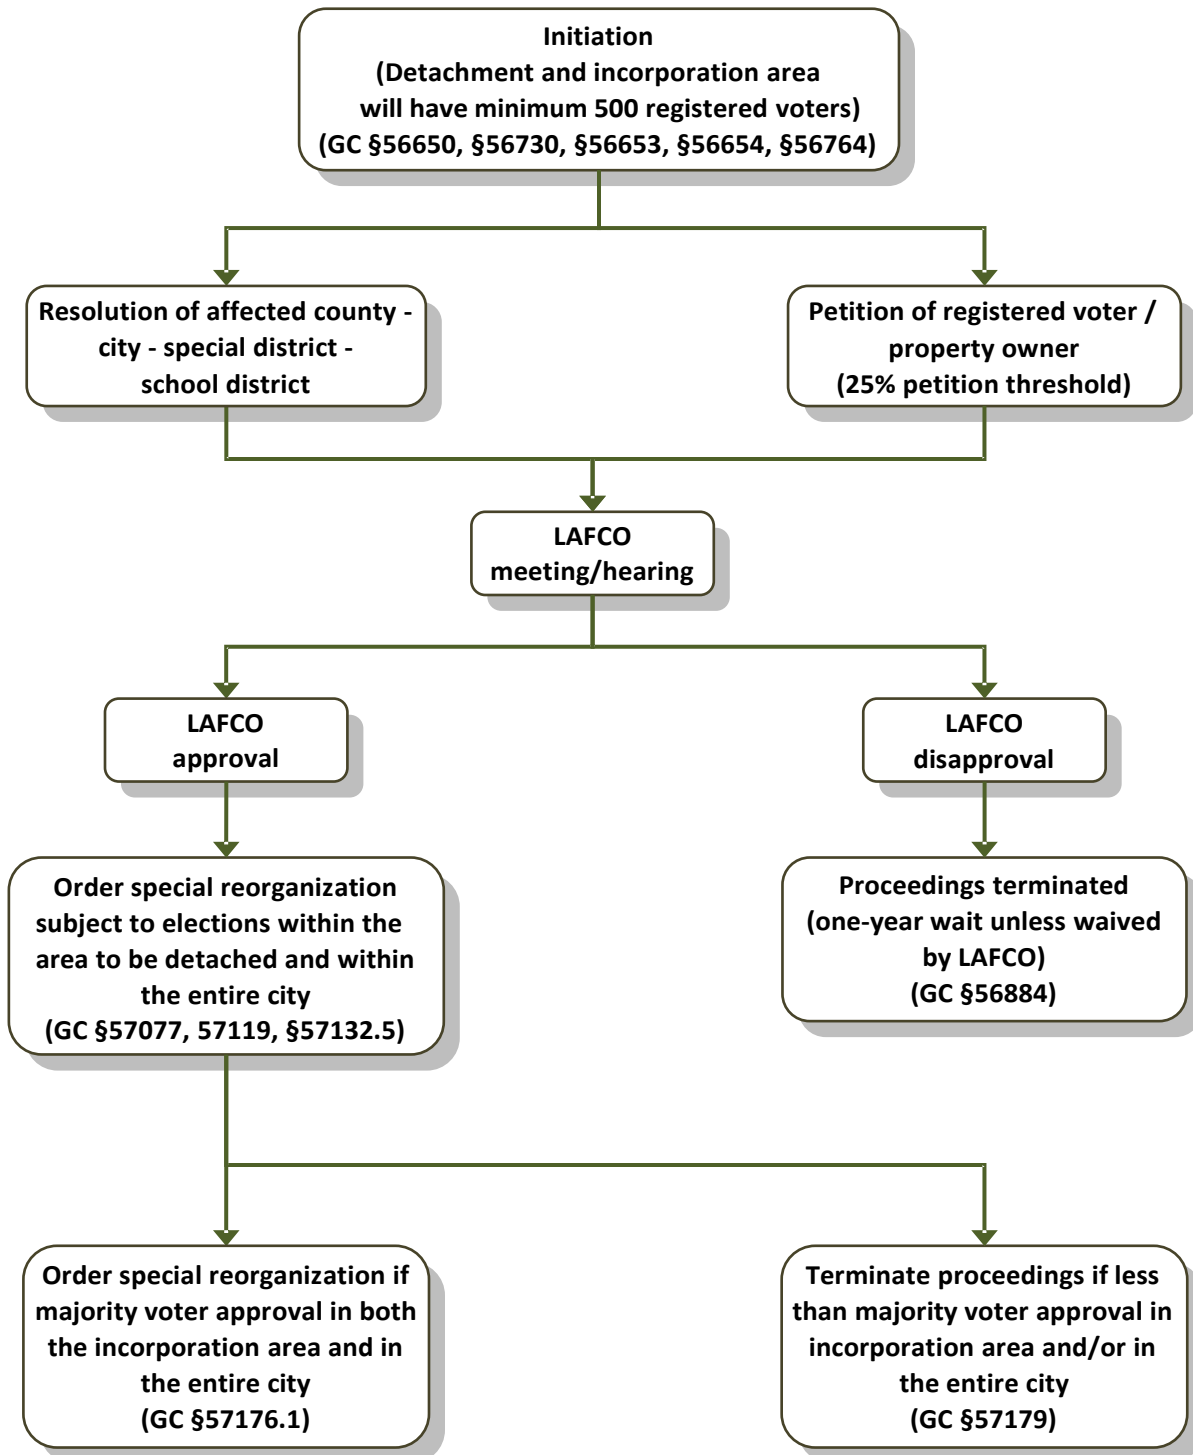 Initiation
(Detachment and incorporation area
will have minimum 500 registered voters)
(GC §56650, §56730, §56653, §56654, §56764)
Resolution of affected county -
city - special district -
school district
Petition of registered voter /
property owner
(25% petition threshold)
LAFCO
meeting/hearing
LAFCO
approval
LAFCO
disapproval
Order special reorganization
subject to elections within the
area to be detached and within
the entire city
(GC §57077, 57119, §57132.5)
Proceedings terminated
(one-year wait unless waived
by LAFCO)
(GC §56884)
Order special reorganization if
majority voter approval in both
the incorporation area and in
the entire city
(GC §57176.1)
Terminate proceedings if less
than majority voter approval in
incorporation area and/or in
the entire city
(GC §57179)